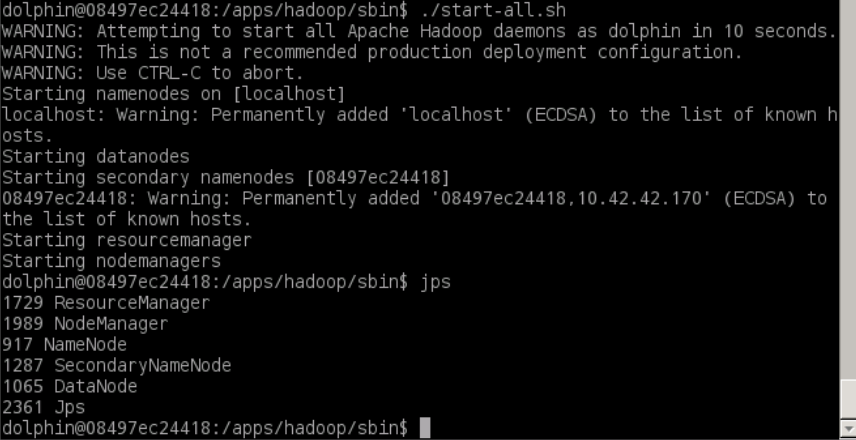 dolphin@08497ec24418:/apps/hadoop/sbin$ ./start-all.sh
WARNING: Attempting to start all Apache Hadoop daemons as dolphin in 10 seconds.
WARNING: This is not a recommended production deployment configuration.
WARNING: Use CTRL-C to abort.
Starting namenodes on [localhost]
localhost: Warning: Permanently added 'localhost' (ECDSA) to the list of known h
osts.
Starting datanodes
Starting secondary namenodes [08497ec24418]
08497ec24418: Warning: Permanently added '08497ec24418,10.42.42.170' (ECDSA) to
the list of known hosts.
Starting resourcemanager
Starting nodemanagers
dolphin@08497ec24418:/apps/hadoop/sbin$ jps
1729 ResourceManager
1989 NodeManager
917 NameNode
1287 SecondaryNameNode
1065 DataNode
2361 Jps
dolphin@08497ec24418:/apps/hadoop/sbin$